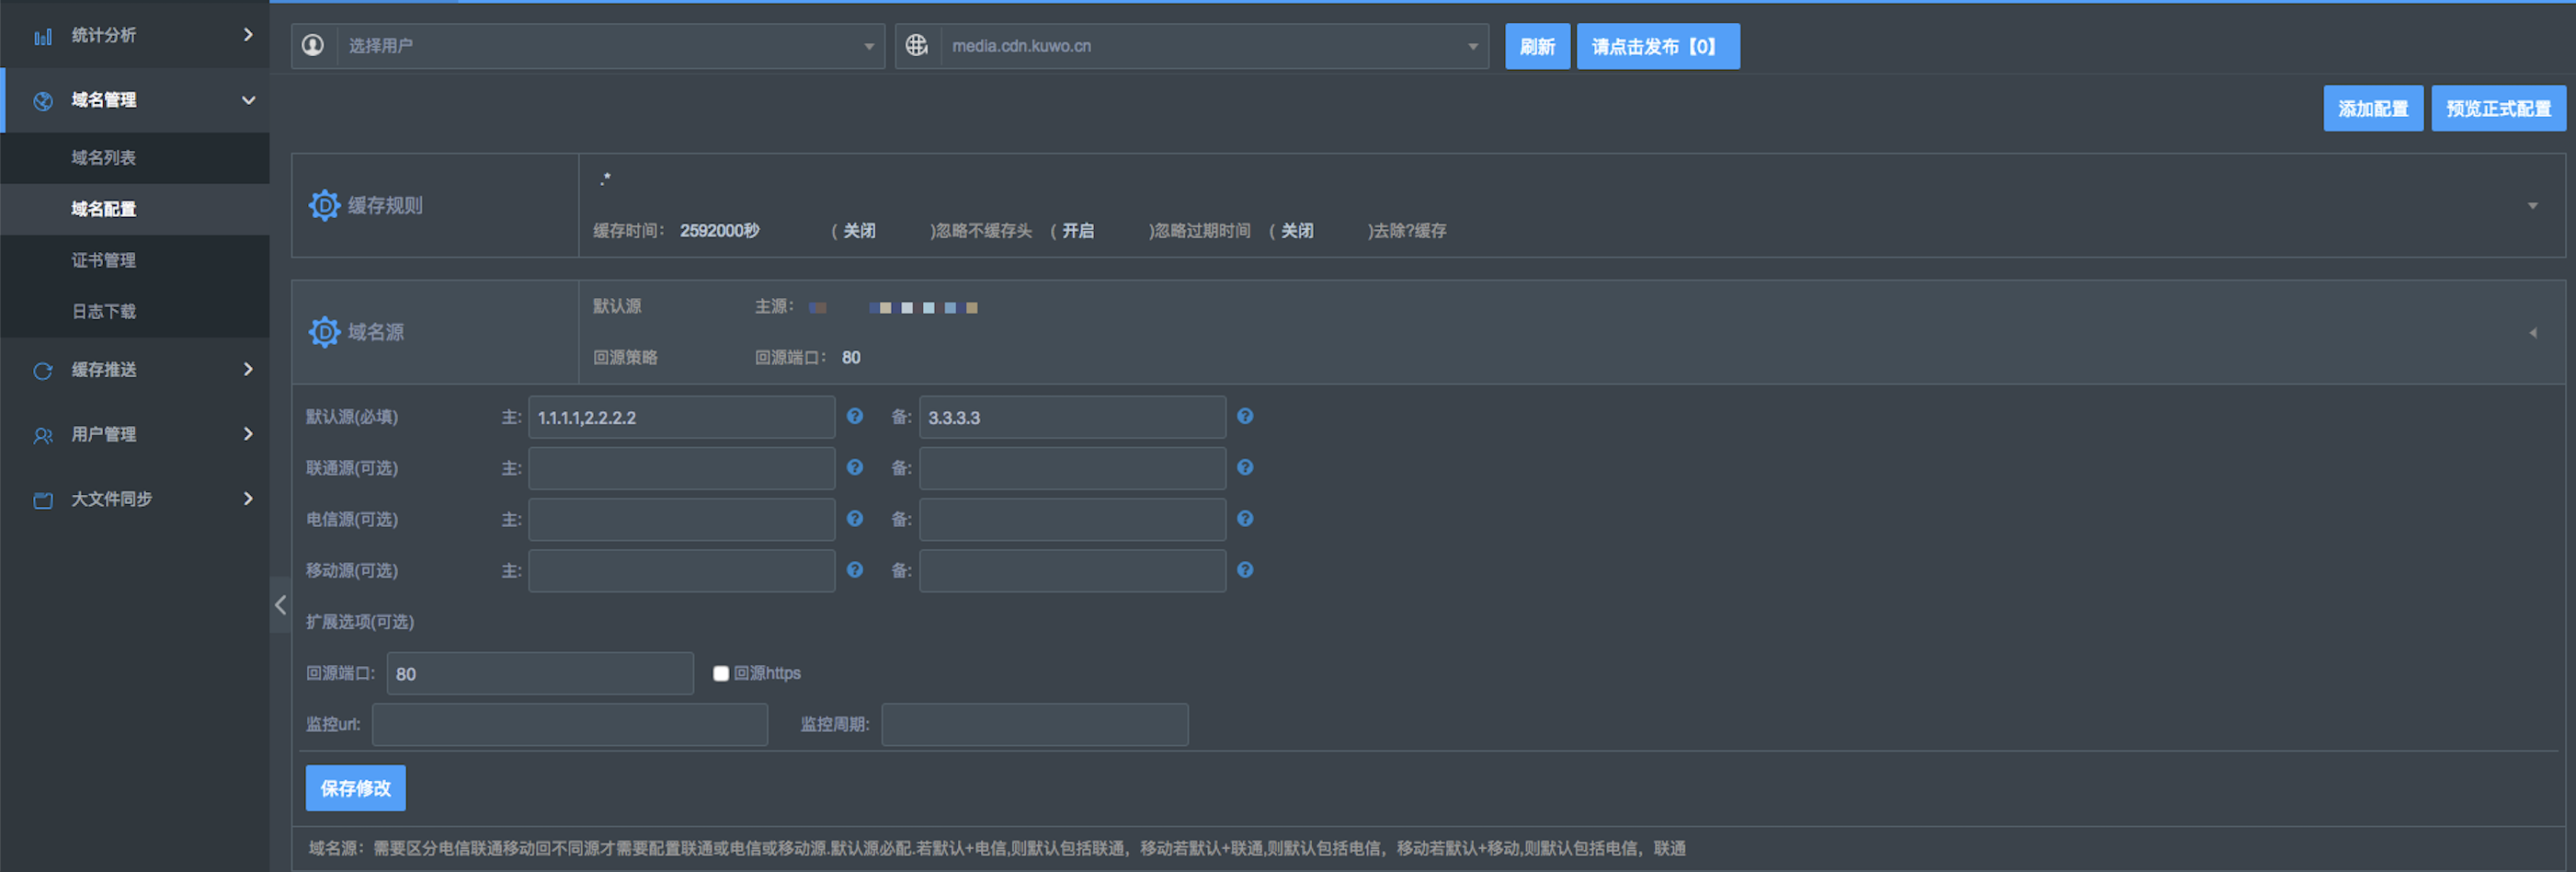 统计分析
域名管理
域名列表
域名配置
证书管理
日志下载
缓存推送
用户管理
大文件同步
选择用户 media.cdn.kuwo.cn 刷新 请点击发布【0】
添加配置 预览正式配置
缓存规则
.*
缓存时间： 2592000秒 （关闭 )忽略不缓存头 （开启 )忽略过期时间 （关闭 )去除?缓存
域名源
默认源 主源：
回源策略 回源端口： 80
默认源(必填) 主: 1.1.1.1,2.2.2.2 备: 3.3.3.3
联通源(可选) 主: 备:
电信源(可选) 主: 备:
移动源(可选) 主: 备:
扩展选项(可选)
回源端口: 80 回源https
监控url: 监控周期:
保存修改
域名源：需要区分电信联通移动回不同源才需要配置联通或电信或移动源.默认源必配.若默认+电信,则默认包括联通，移动若默认+联通,则默认包括电信，移动若默认+移动,则默认包括电信，联通